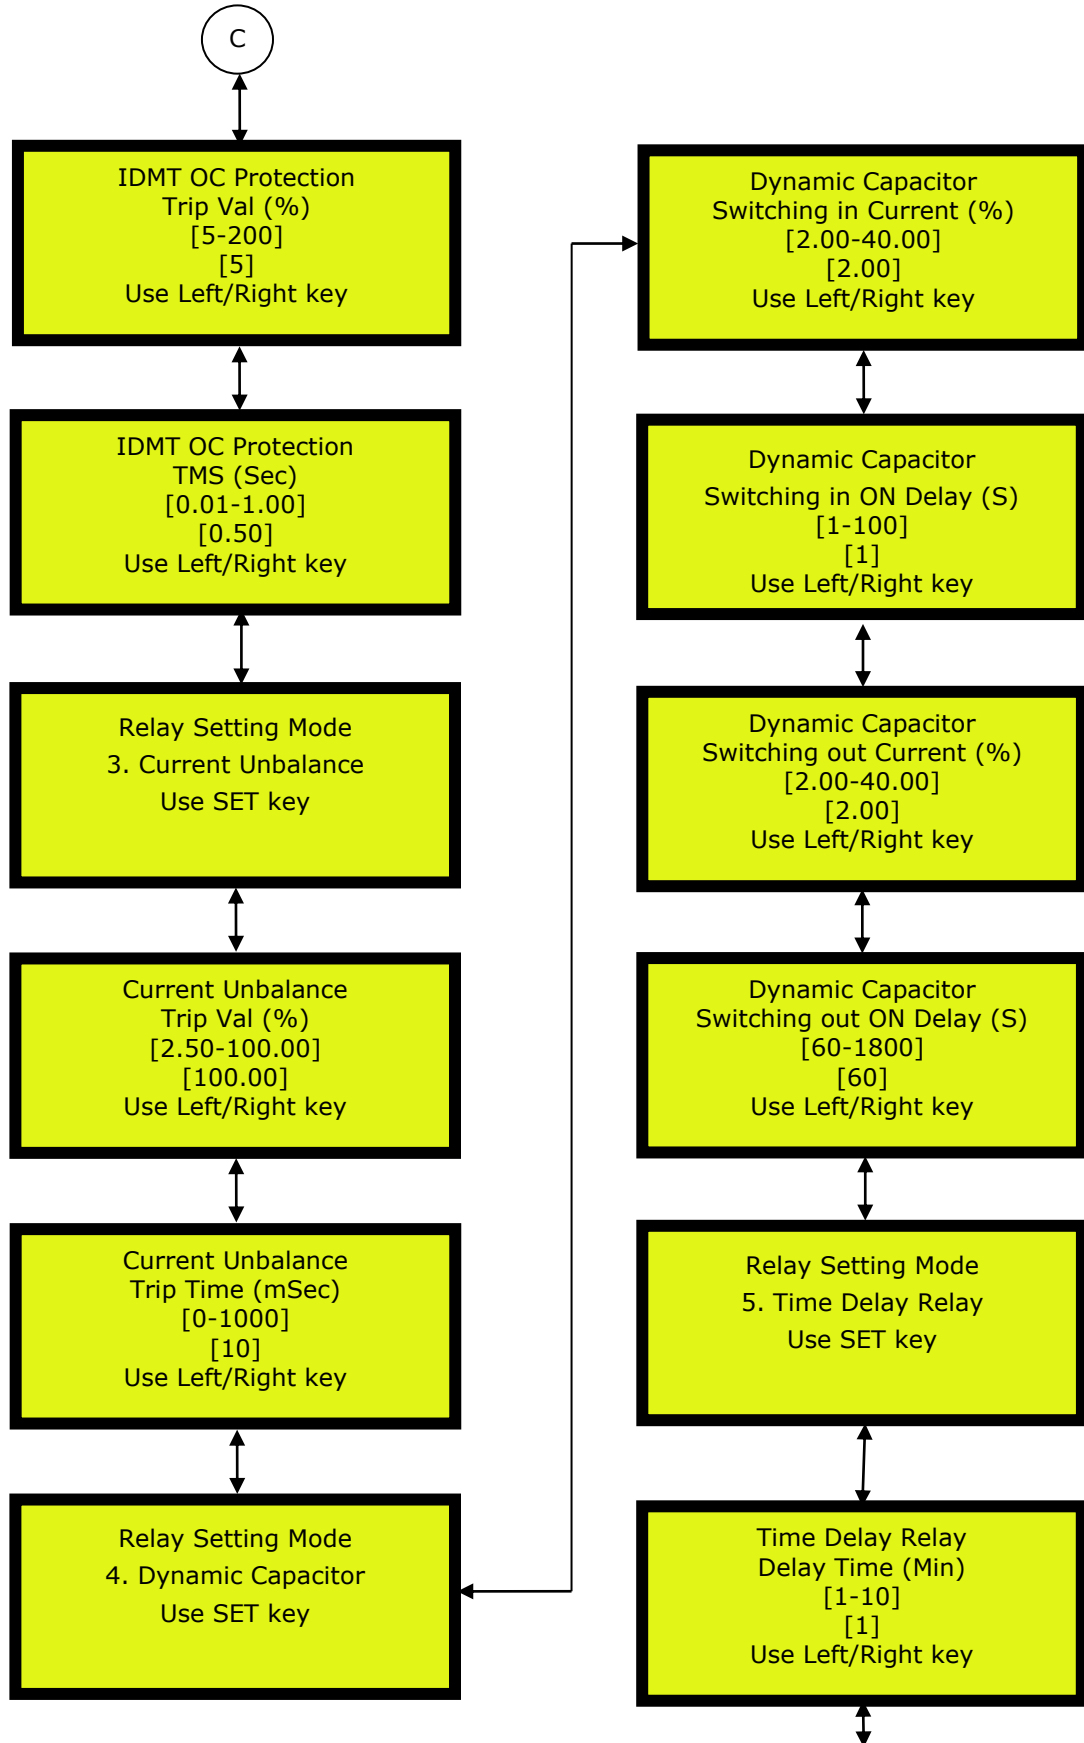 C
IDMT OC Protection
Trip Val (%)
[5-200]
[5]
Use Left/Right key
IDMT OC Protection
TMS (Sec)
[0.01-1.00]
[0.50]
Use Left/Right key
Relay Setting Mode
3. Current Unbalance
Use SET key
Current Unbalance
Trip Val (%)
[2.50-100.00]
[100.00]
Use Left/Right key
Current Unbalance
Trip Time (mSec)
[0-1000]
[10]
Use Left/Right key
Relay Setting Mode
4. Dynamic Capacitor
Use SET key
Dynamic Capacitor
Switching in Current (%)
[2.00-40.00]
[2.00]
Use Left/Right key
Dynamic Capacitor
Switching in ON Delay (S)
[1-100]
[1]
Use Left/Right key
Dynamic Capacitor
Switching out Current (%)
[2.00-40.00]
[2.00]
Use Left/Right key
Dynamic Capacitor
Switching out ON Delay (S)
[60-1800]
[60]
Use Left/Right key
Relay Setting Mode
5. Time Delay Relay
Use SET key
Time Delay Relay
Delay Time (Min)
[1-10]
[1]
Use Left/Right key